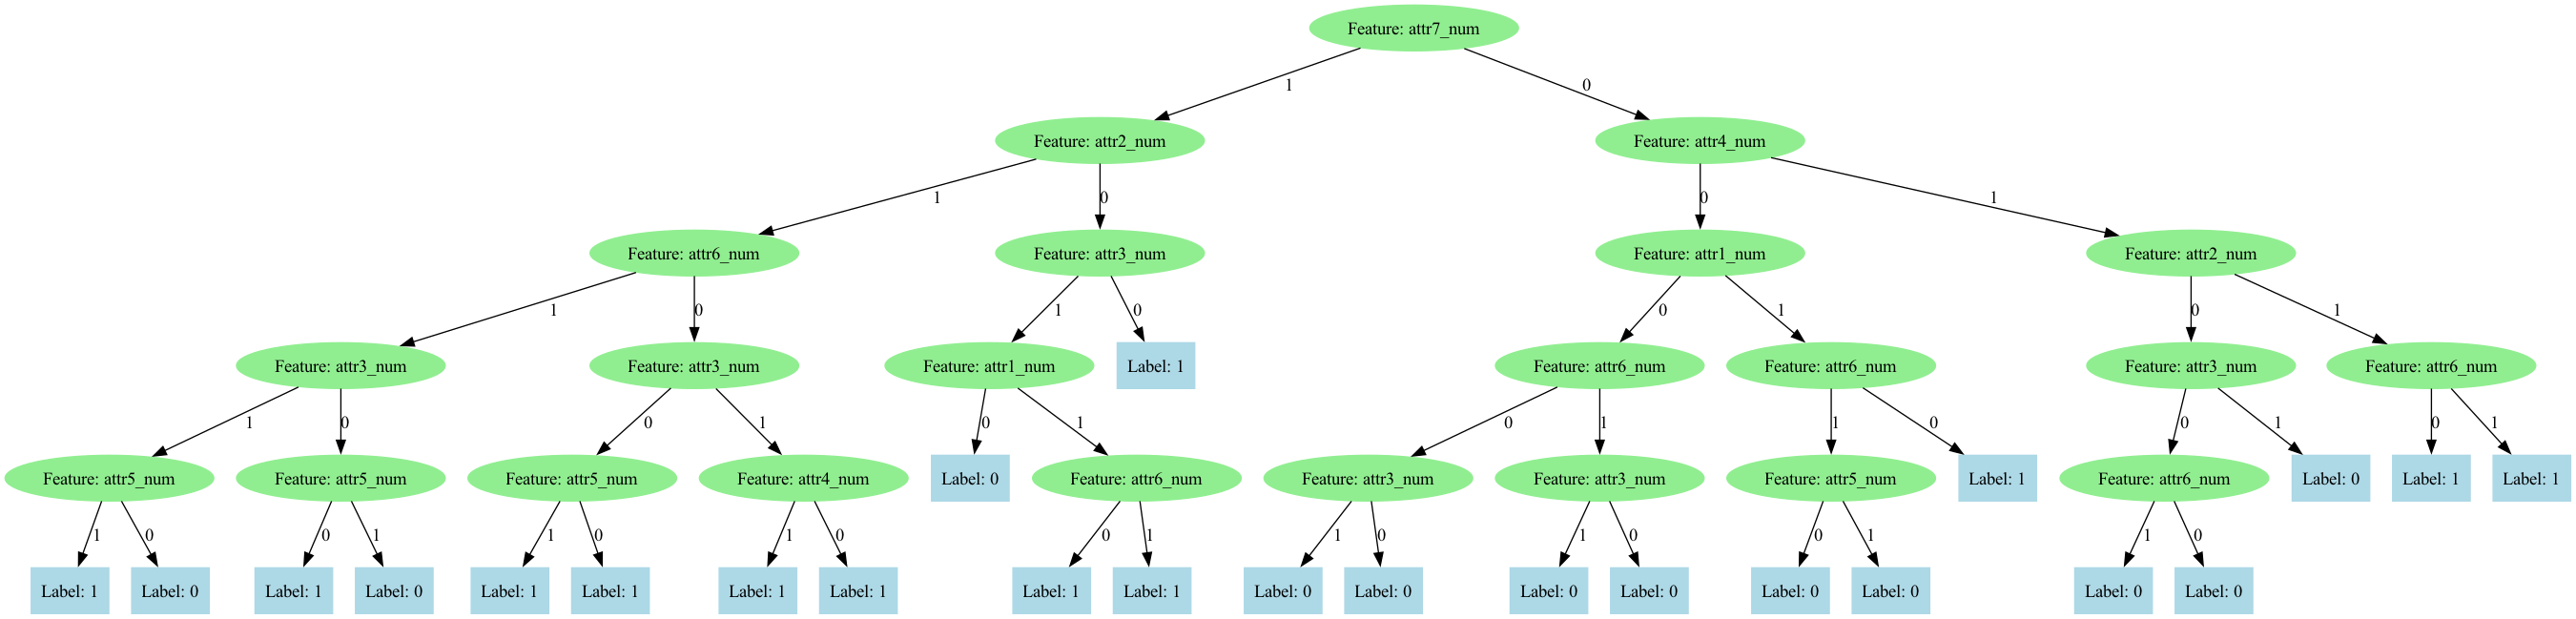 Feature: attr7_num
1
0
Feature: attr2_num
Feature: attr4_num
1
0
0
1
Feature: attr6_num
Feature: attr3_num
Feature: attr1_num
Feature: attr2_num
1
0
1
0
0
1
0
1
Feature: attr3_num
Feature: attr3_num
Feature: attr1_num
Label: 1
Feature: attr6_num
Feature: attr6_num
Feature: attr3_num
Feature: attr6_num
1
0
0
1
0
1
0
1
1
0
0
1
0
1
Feature: attr5_num
Feature: attr5_num
Feature: attr5_num
Feature: attr4_num
Label: 0
Feature: attr6_num
Feature: attr3_num
Feature: attr3_num
Feature: attr5_num
Label: 1
Feature: attr6_num
Label: 0
Label: 1
Label: 1
1
0
0
1
1
0
1
0
0
1
1
0
1
0
0
1
1
0
Label: 1
Label: 0
Label: 1
Label: 0
Label: 1
Label: 1
Label: 1
Label: 1
Label: 1
Label: 1
Label: 0
Label: 0
Label: 0
Label: 0
Label: 0
Label: 0
Label: 0
Label: 0